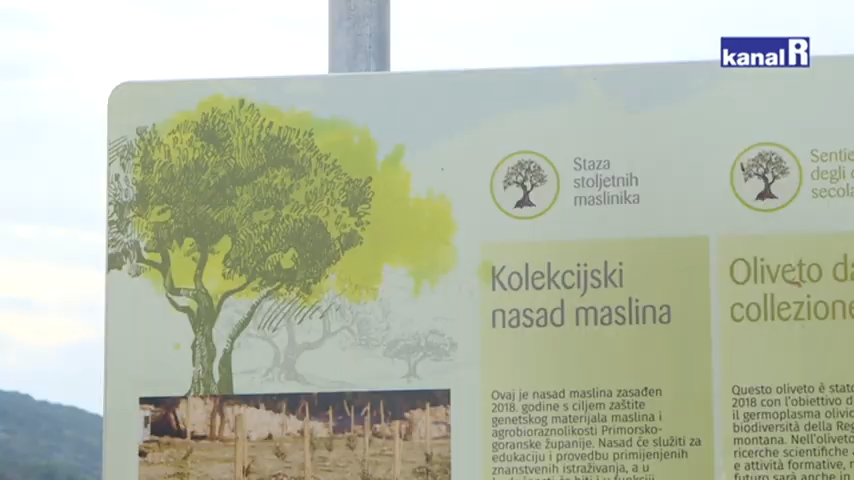 kanal R
Staza
stoljetnih
maslinika
Kolekcijski
nasad maslina
Ovaj je nasad maslina zasađen
2018. godine s ciljem zaštite
genetskog materijala maslina i
agrobioraznolikosti Primorsko-
goranske županije. Nasad će služiti za
edukaciju i provedbu primijenjenih
znanstvenih istraživanja, a u
Sentie
degli
secola
Oliveto da
collezione
Questo oliveto è stato
2018 con l'obiettivo d
il germoplasma olivic
biodiversità della Reg
montana. Nell'oliveto
ricerche scientifiche
e attività formative,
futuro sarà anche in